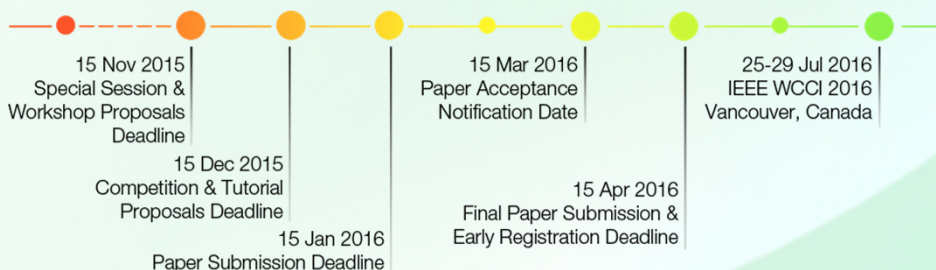 15 Nov 2015
Special Session &
Workshop Proposals
Deadline
15 Dec 2015
Competition & Tutorial
Proposals Deadline
15 Jan 2016
Paper Submission Deadline
15 Mar 2016
Paper Acceptance
Notification Date
15 Apr 2016
Final Paper Submission &
Early Registration Deadline
25-29 Jul 2016
IEEE WCCI 2016
Vancouver, Canada